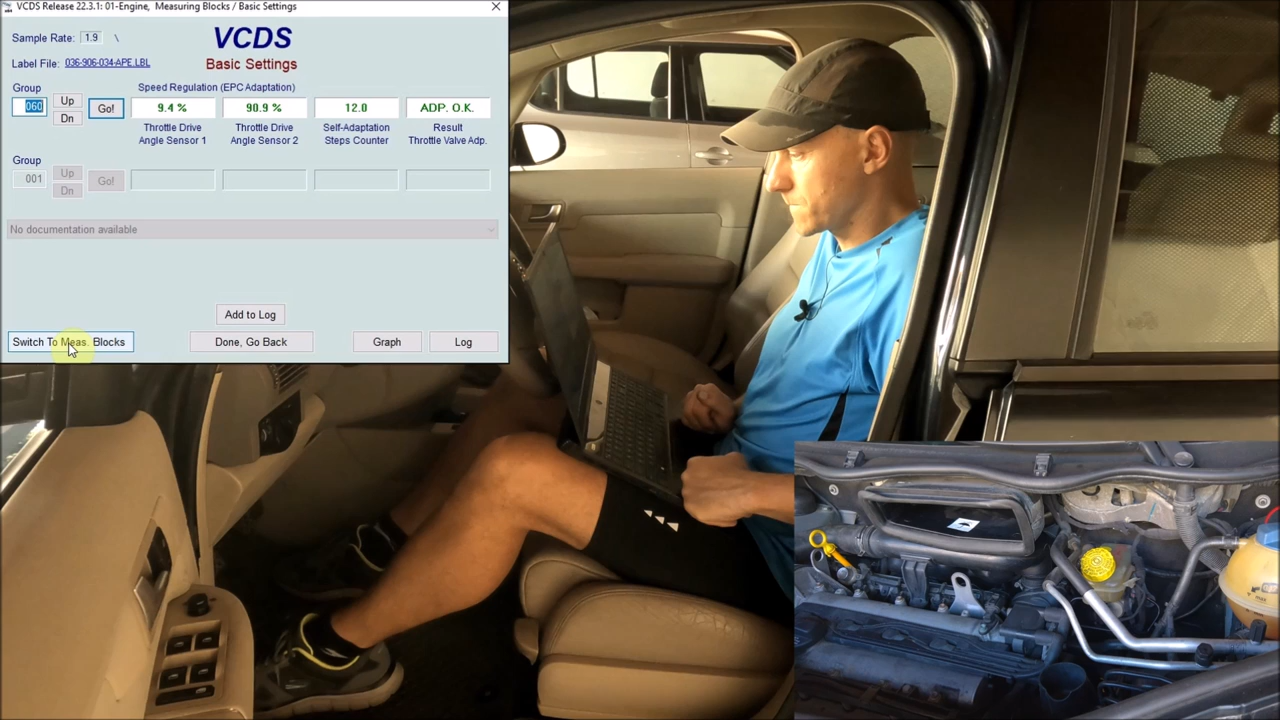 VCDS Release 22.3.1: 01-Engine, Measuring Blocks / Basic Settings
Sample Rate: 1.9 \
VCDS
Label File: 036-906-034-APE.LBL
Basic Settings
Group
Speed Regulation (EPC Adaptation)
060 Up Dn Go! 9.4 % 90.9 % 12.0 ADP. O.K.
Throttle Drive Angle Sensor 1
Throttle Drive Angle Sensor 2
Self-Adaptation Steps Counter
Result Throttle Valve Adp.
Group
001 Up Dn Go!
No documentation available
Add to Log
Switch To Meas. Blocks Done, Go Back Graph Log